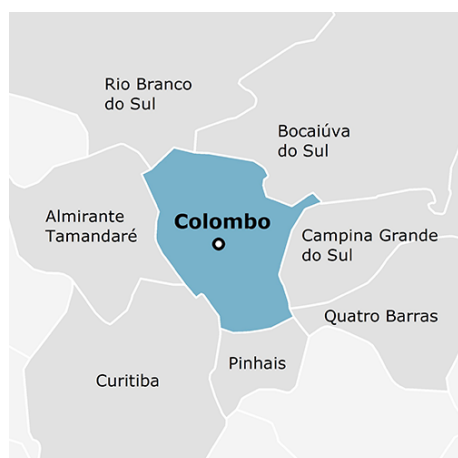 Rio Branco
do Sul
Bocaiúva
do Sul
Almirante
Tamandaré
Colombo
Campina Grande
do Sul
Quatro Barras
Pinhais
Curitiba